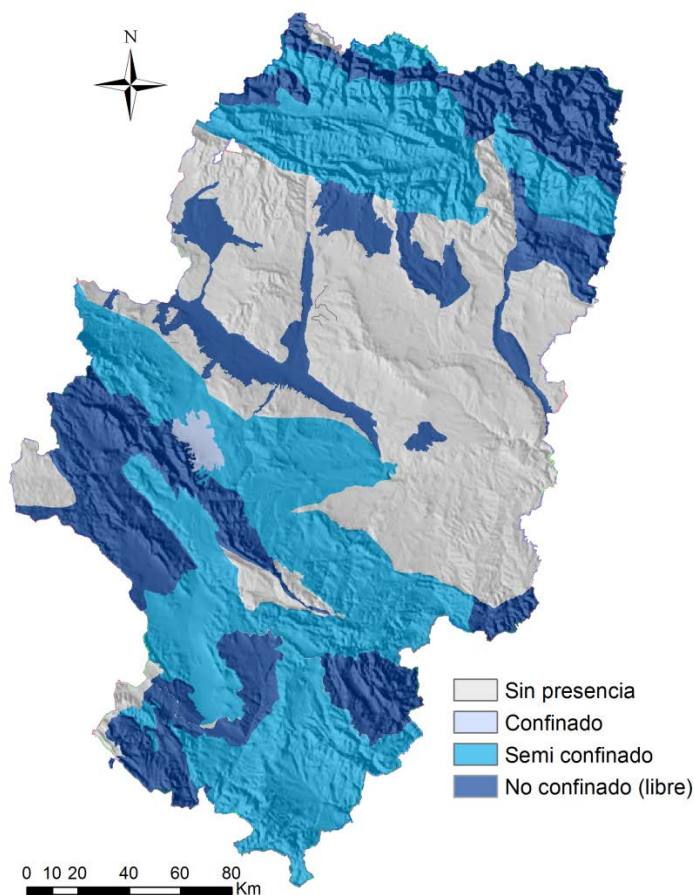 N
Sin presencia
Confinado
Semi confinado
No confinado (libre)
0 10 20 40 60 80
Km